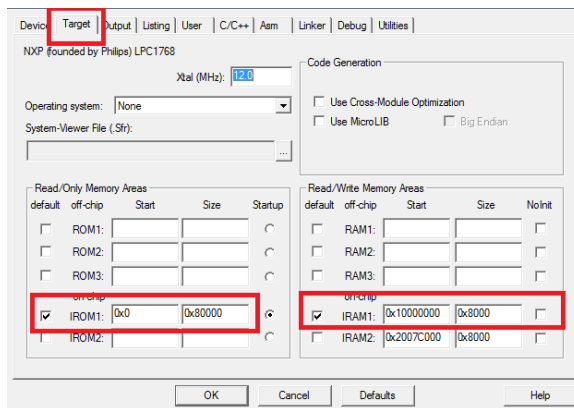 Device Target Output Listing User C/C++ Asm Linker Debug Utilities
NXP (founded by Philips) LPC1768
Xtal (MHz): 12.0
Operating system: None
System-Viewer File (.Sfr):
...
Code Generation
Use Cross-Module Optimization
Use MicroLIB Big Endian
Read/Only Memory Areas
default off-chip Start Size Startup
ROM1:
ROM2:
ROM3:
on-chip
IROM1: 0x0 0x80000
IROM2:
Read/Write Memory Areas
default off-chip Start Size NoInit
RAM1:
RAM2:
RAM3:
on-chip
IRAM1: 0x10000000 0x8000
IRAM2: 0x2007C000 0x8000
OK Cancel Defaults Help